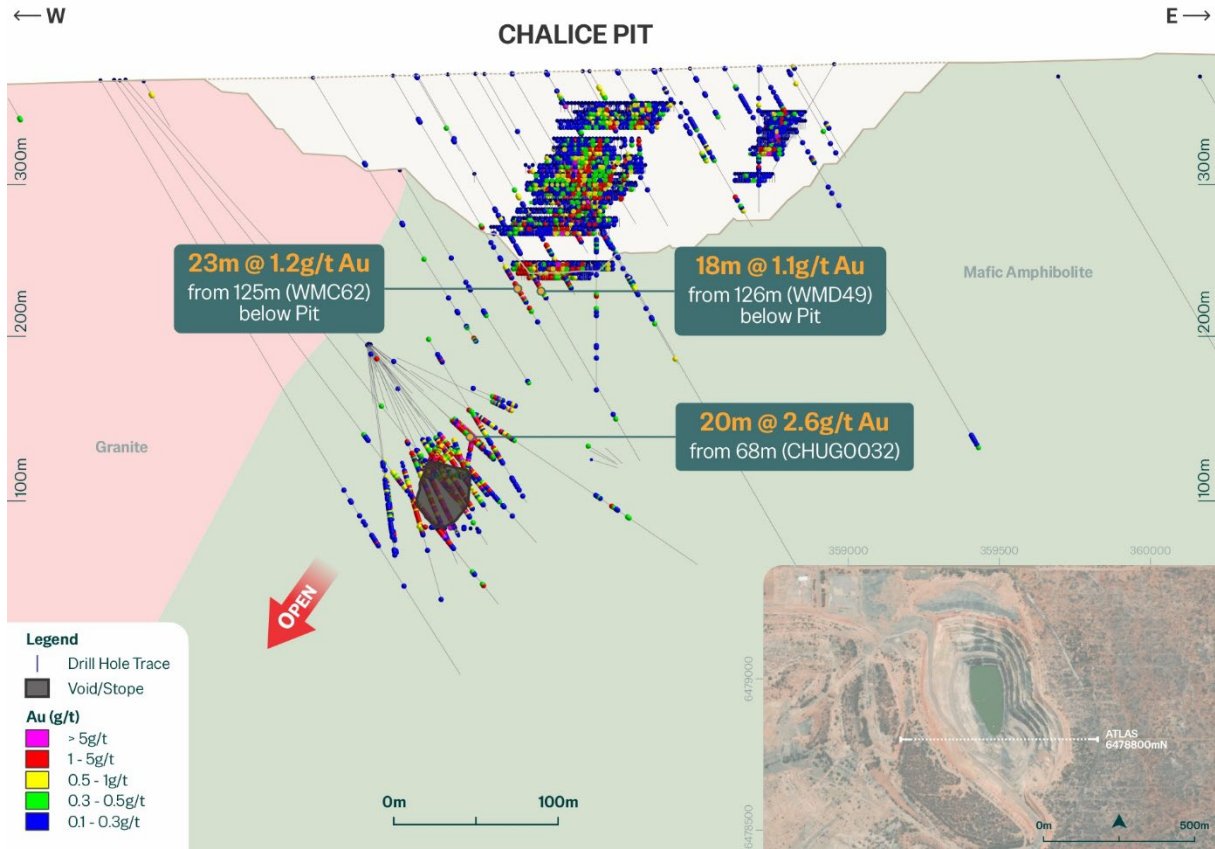 ← W
E →
CHALICE PIT
300m
200m
100m
300m
200m
100m
23m @ 1.2g/t Au
from 125m (WMC62)
below Pit
18m @ 1.1g/t Au
from 126m (WMD49)
below Pit
20m @ 2.6g/t Au
from 68m (CHUG0032)
Granite
Mafic Amphibolite
OPEN
Legend
Drill Hole Trace
Void/Stope
Au (g/t)
> 5g/t
1 - 5g/t
0.5 - 1g/t
0.3 - 0.5g/t
0.1 - 0.3g/t
0m
100m
359000
359500
360000
6479000
6478500
ATLAS
6478800mN
0m
500m